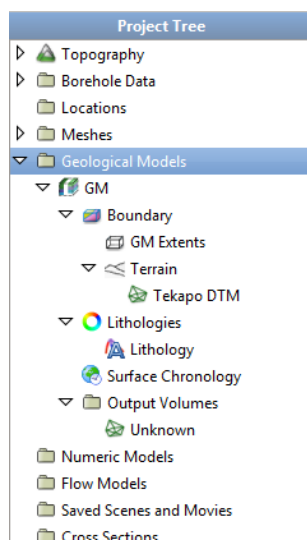 Project Tree
Topography
Borehole Data
Locations
Meshes
Geological Models
GM
Boundary
GM Extents
Terrain
Tekapo DTM
Lithologies
Lithology
Surface Chronology
Output Volumes
Unknown
Numeric Models
Flow Models
Saved Scenes and Movies
Cross Sections